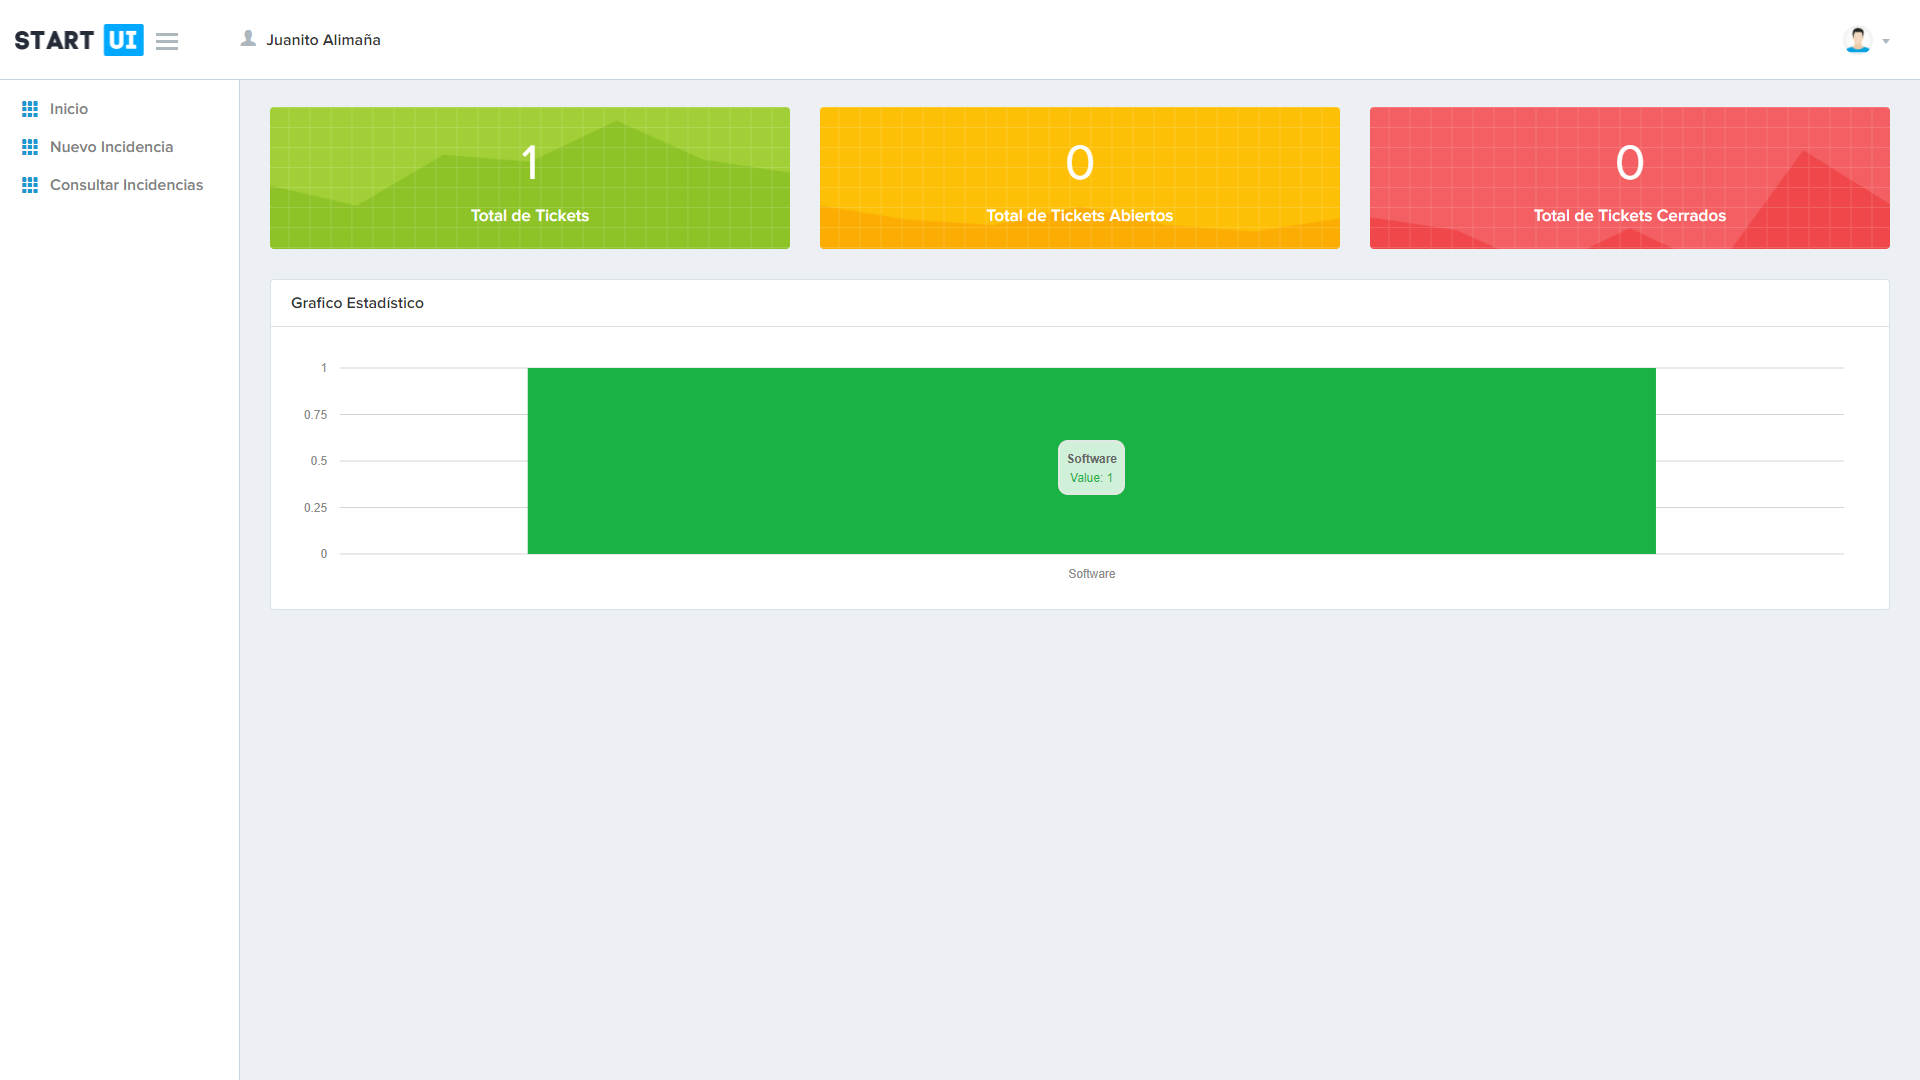 START UI
Juanito Alimaña
Inicio
Nuevo Incidencia
Consultar Incidencias
1
Total de Tickets
0
Total de Tickets Abiertos
0
Total de Tickets Cerrados
Grafico Estadístico
1
0.75
0.5
0.25
0
Software
Value: 1
Software